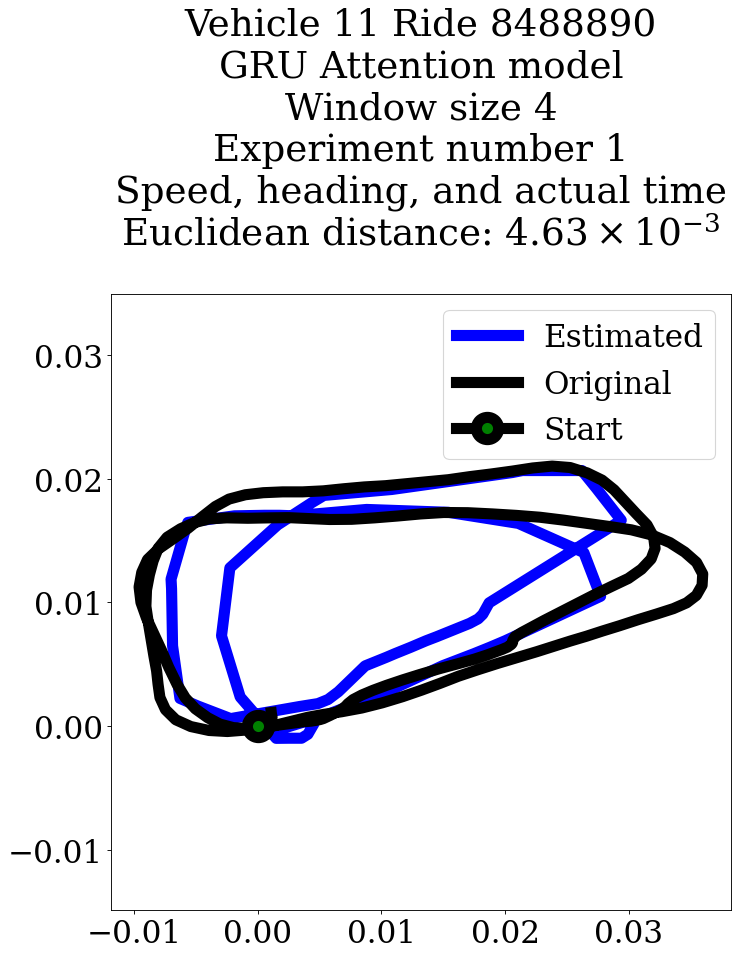 Vehicle 11 Ride 8488890
GRU Attention model
Window size 4
Experiment number 1
Speed, heading, and actual time
Euclidean distance: 4.63 × 10⁻³
Estimated
Original
Start
0.03
0.02
0.01
0.00
−0.01
−0.01 0.00 0.01 0.02 0.03